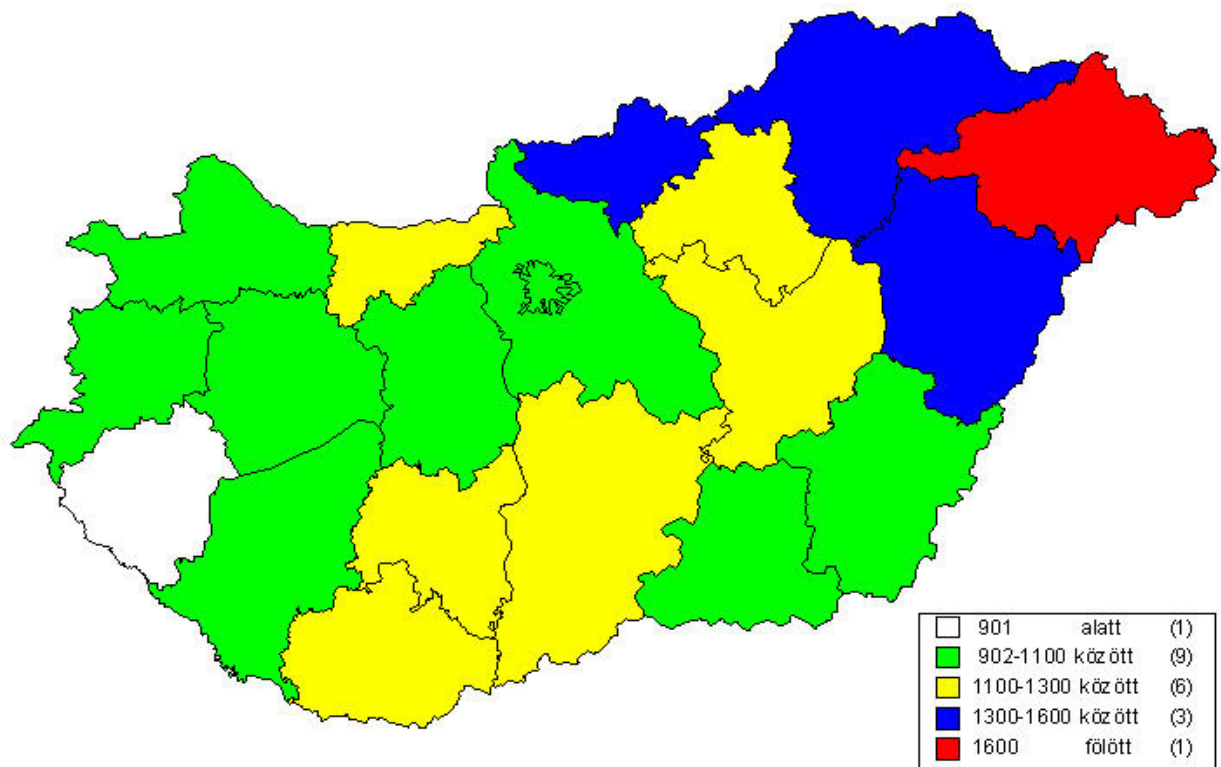 901 alatt (1)
902-1100 között (9)
1100-1300 között (6)
1300-1600 között (3)
1600 fölött (1)